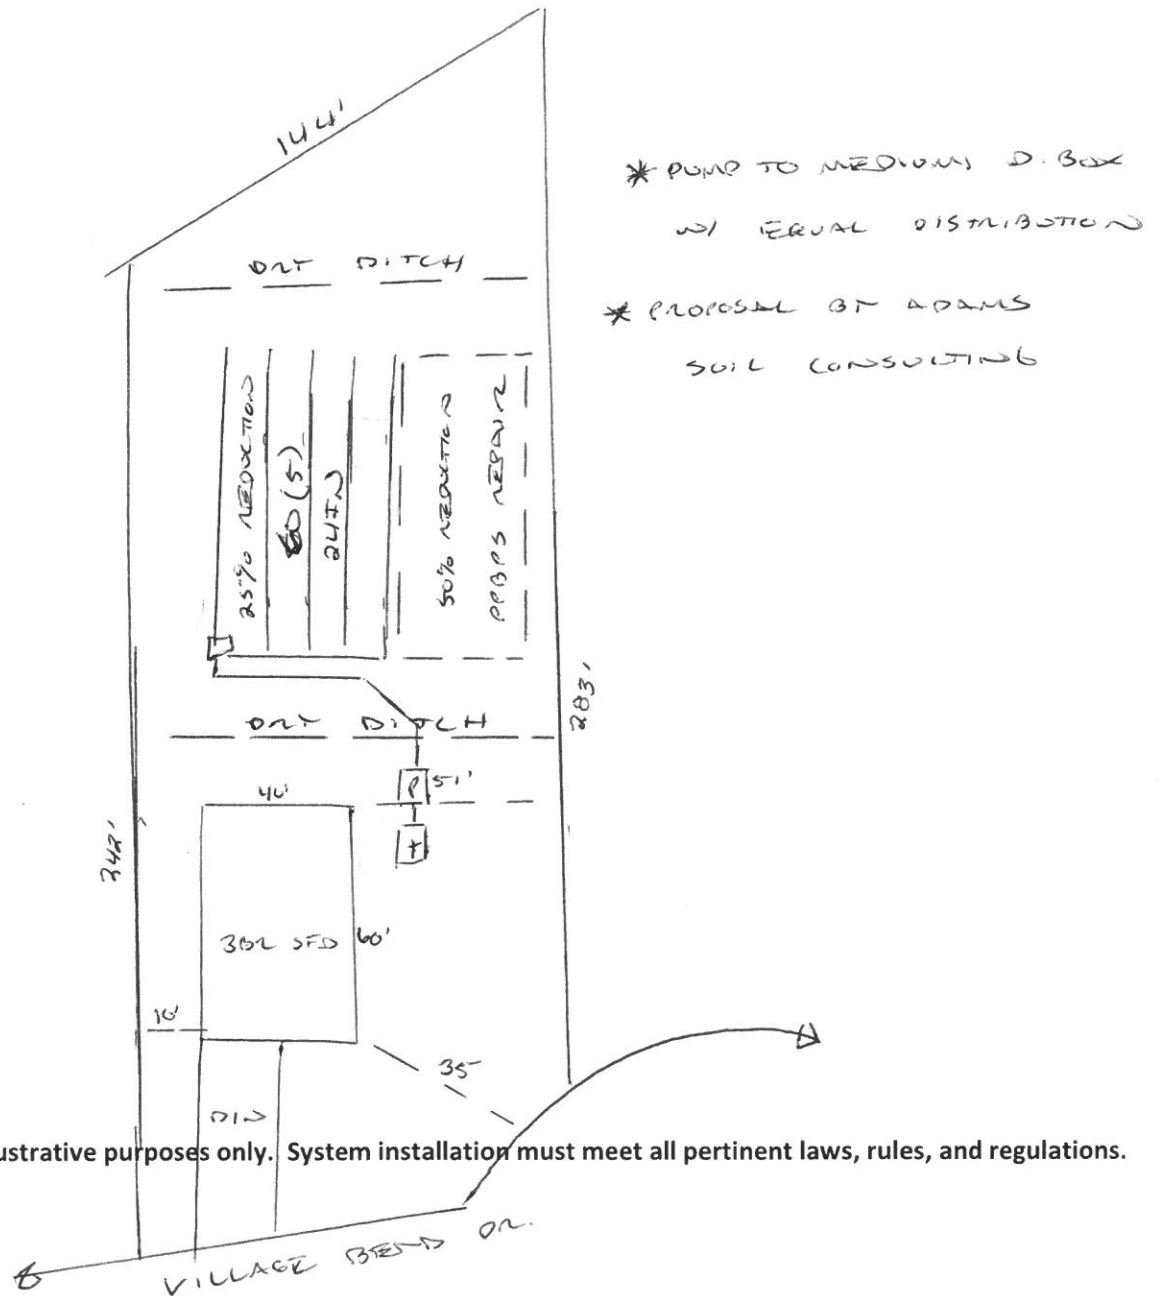 144'
* PUMP TO MEDIUM D. BOX
W/ EQUAL DISTRIBUTION
DRY DITCH
* PROPOSAL BY ADAMS
SOIL CONSULTING
25% REDUCTION
60 (5)
24IN
50% REDUCTION
PPBPS REPAIR
283'
DRY DITCH
P 51'
40'
T
342'
3BR SFD 60'
10'
35
D/W
ustrative purposes only. System installation must meet all pertinent laws, rules, and regulations.
VILLAGE BEND DR.